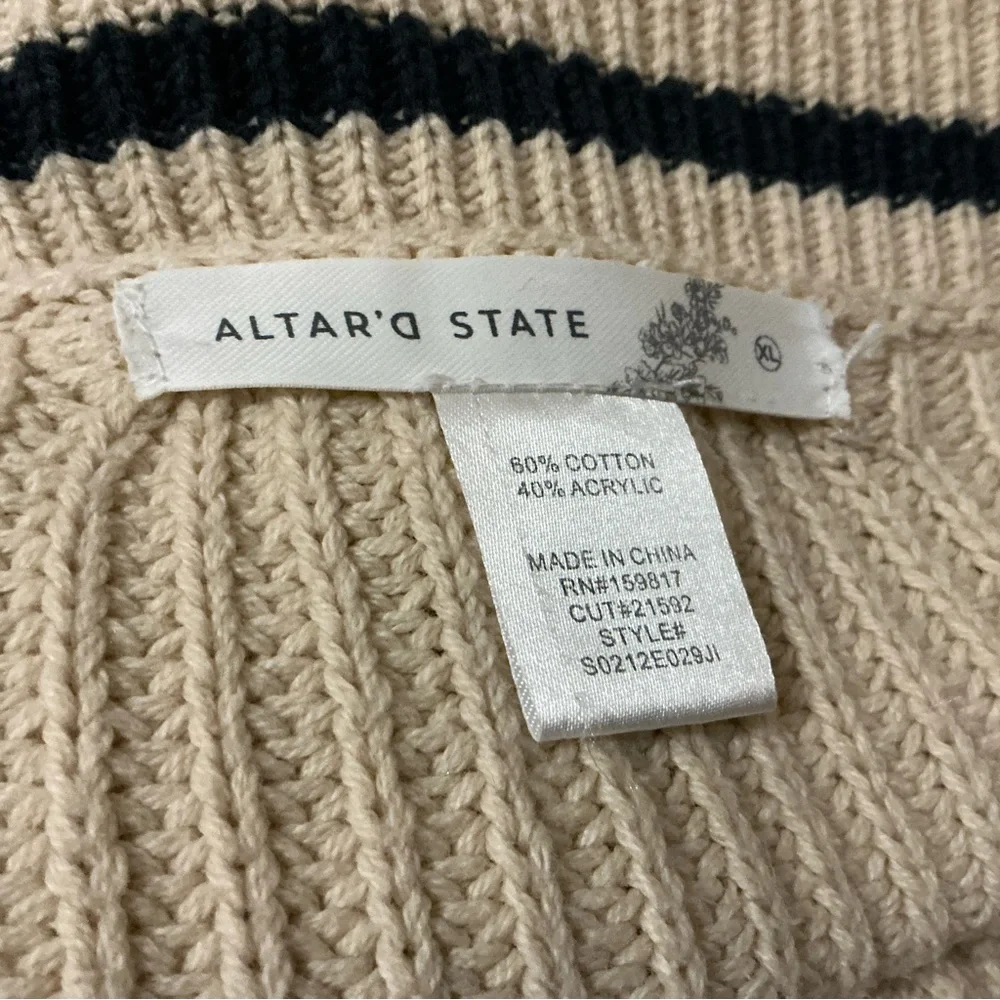 ALTAR'D STATE
XL
60% COTTON
40% ACRYLIC
MADE IN CHINA
RN#159817
CUT#21592
STYLE#
S0212E029JI